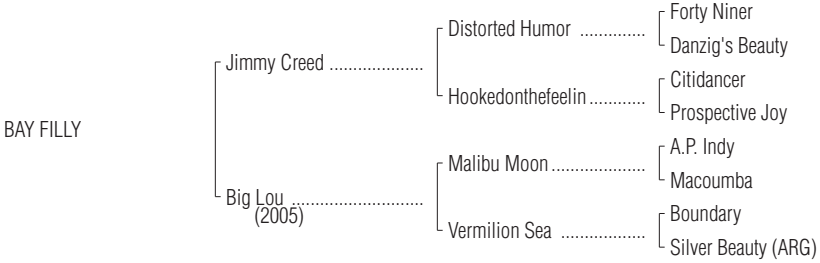 Forty Niner
Distorted Humor ..............
Danzig's Beauty
Jimmy Creed ....................
Citidancer
Hookedonthefeelin ............
Prospective Joy
BAY FILLY
A.P. Indy
Malibu Moon ....................
Macoumba
Big Lou ............................
(2005)
Boundary
Vermilion Sea ..................
Silver Beauty (ARG)